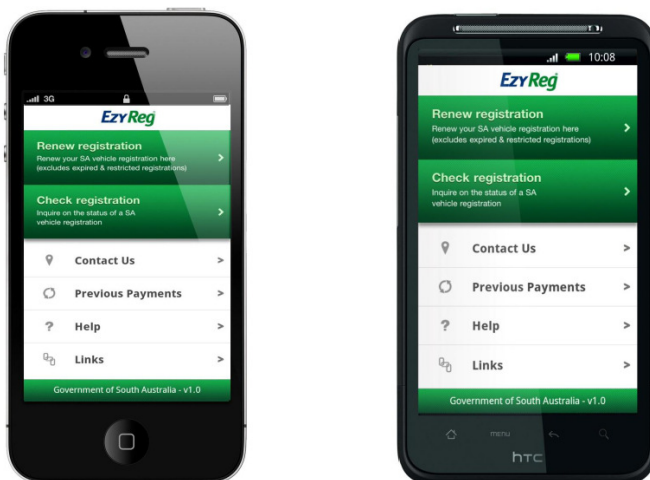 3G
EzyReg
Renew registration
Renew your SA vehicle registration here
(excludes expired & restricted registrations)
Check registration
Inquire on the status of a SA
vehicle registration
Contact Us >
Previous Payments >
? Help >
Links >
Government of South Australia - v1.0
10:08
EzyReg
Renew registration
Renew your SA vehicle registration here
(excludes expired & restricted registrations)
Check registration
Inquire on the status of a SA
vehicle registration
Contact Us >
Previous Payments >
? Help >
Links >
Government of South Australia - v1.0
menu
hTC